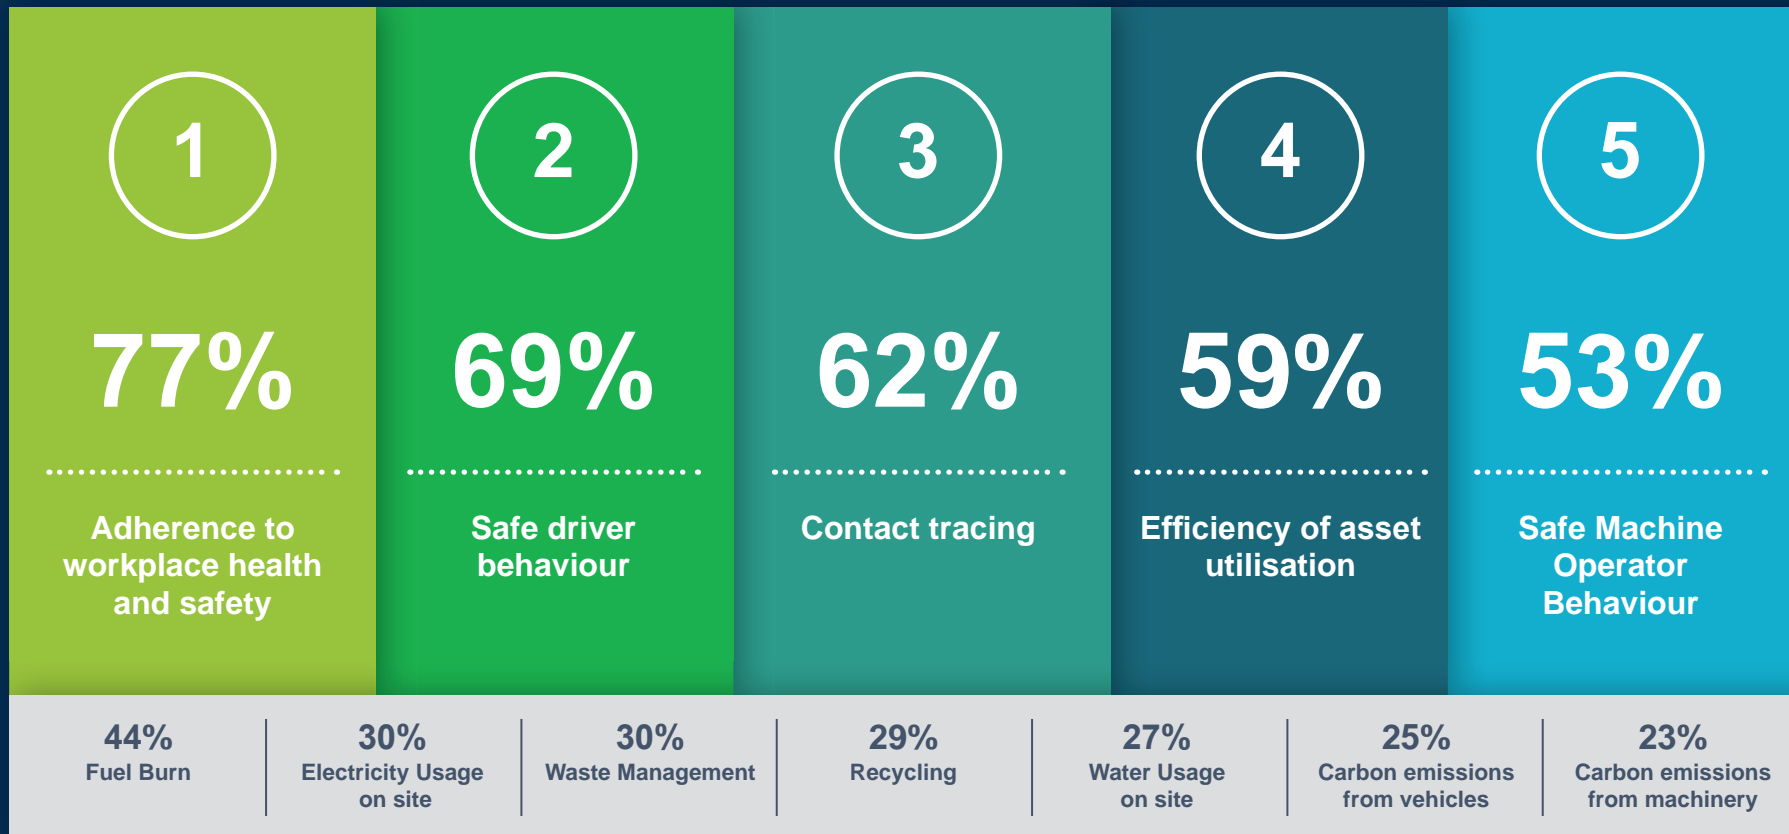 1
77%
Adherence to
workplace health
and safety
2
69%
Safe driver
behaviour
3
62%
Contact tracing
4
59%
Efficiency of asset
utilisation
5
53%
Safe Machine
Operator
Behaviour
44%
Fuel Burn
30%
Electricity Usage
on site
30%
Waste Management
29%
Recycling
27%
Water Usage
on site
25%
Carbon emissions
from vehicles
23%
Carbon emissions
from machinery